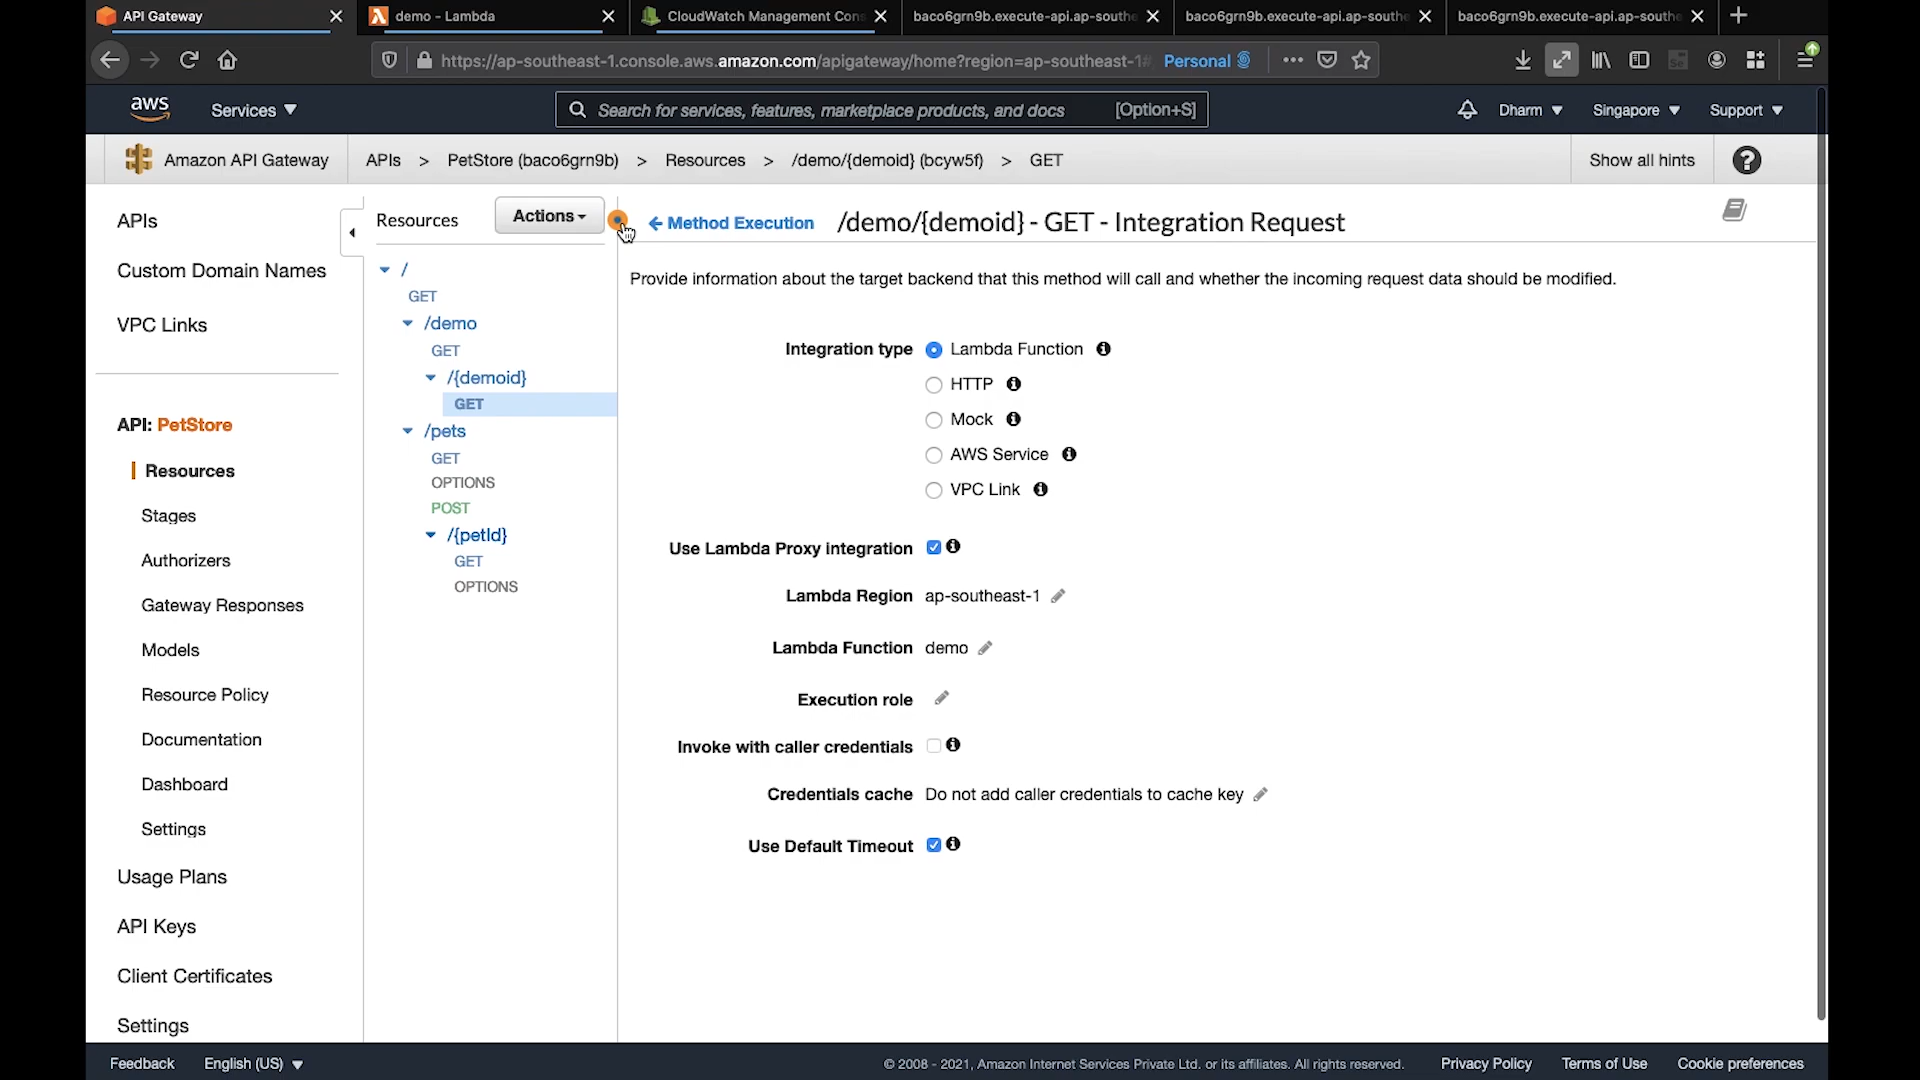 API Gateway
demo - Lambda
CloudWatch Management Cons
baco6grn9b.execute-api.ap-southe
baco6grn9b.execute-api.ap-southe
baco6grn9b.execute-api.ap-southe
https://ap-southeast-1.console.aws.amazon.com/apigateway/home?region=ap-southeast-1#
Personal
aws
Services
Search for services, features, marketplace products, and docs
[Option+S]
Dharm
Singapore
Support
Amazon API Gateway
APIs > PetStore (baco6grn9b) > Resources > /demo/{demoid} (bcyw5f) > GET
Show all hints
APIs
Custom Domain Names
VPC Links
API: PetStore
Resources
Stages
Authorizers
Gateway Responses
Models
Resource Policy
Documentation
Dashboard
Settings
Usage Plans
API Keys
Client Certificates
Settings
Resources
Actions
/
GET
/demo
GET
/{demoid}
GET
/pets
GET
OPTIONS
POST
/{petId}
GET
OPTIONS
Method Execution
/demo/{demoid} - GET - Integration Request
Provide information about the target backend that this method will call and whether the incoming request data should be modified.
Integration type
Lambda Function
HTTP
Mock
AWS Service
VPC Link
Use Lambda Proxy integration
Lambda Region ap-southeast-1
Lambda Function demo
Execution role
Invoke with caller credentials
Credentials cache Do not add caller credentials to cache key
Use Default Timeout
Feedback
English (US)
© 2008 - 2021, Amazon Internet Services Private Ltd. or its affiliates. All rights reserved.
Privacy Policy
Terms of Use
Cookie preferences